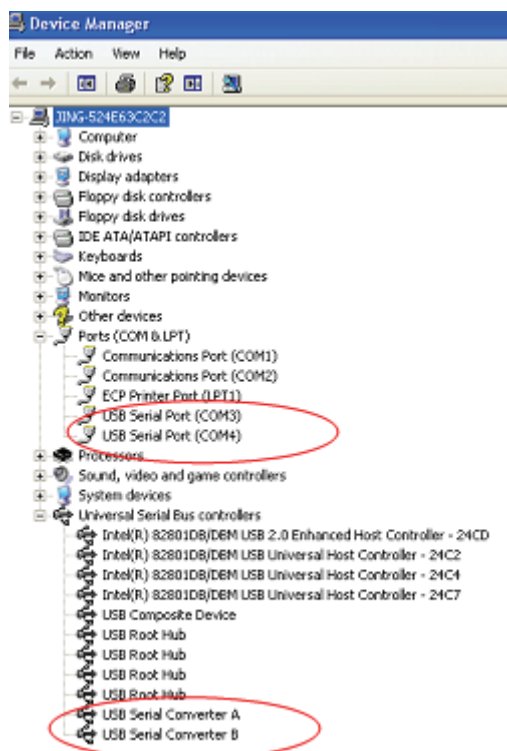 Device Manager
File Action View Help
JING-524E63C2C2
Computer
Disk drives
Display adapters
Floppy disk controllers
Floppy disk drives
IDE ATA/ATAPI controllers
Keyboards
Mice and other pointing devices
Monitors
Other devices
Ports (COM & LPT)
Communications Port (COM1)
Communications Port (COM2)
ECP Printer Port (LPT1)
USB Serial Port (COM3)
USB Serial Port (COM4)
Processors
Sound, video and game controllers
System devices
Universal Serial Bus controllers
Intel(R) 82801DB/DBM USB 2.0 Enhanced Host Controller - 24CD
Intel(R) 82801DB/DBM USB Universal Host Controller - 24C2
Intel(R) 82801DB/DBM USB Universal Host Controller - 24C4
Intel(R) 82801DB/DBM USB Universal Host Controller - 24C7
USB Composite Device
USB Root Hub
USB Root Hub
USB Root Hub
USB Root Hub
USB Serial Converter A
USB Serial Converter B